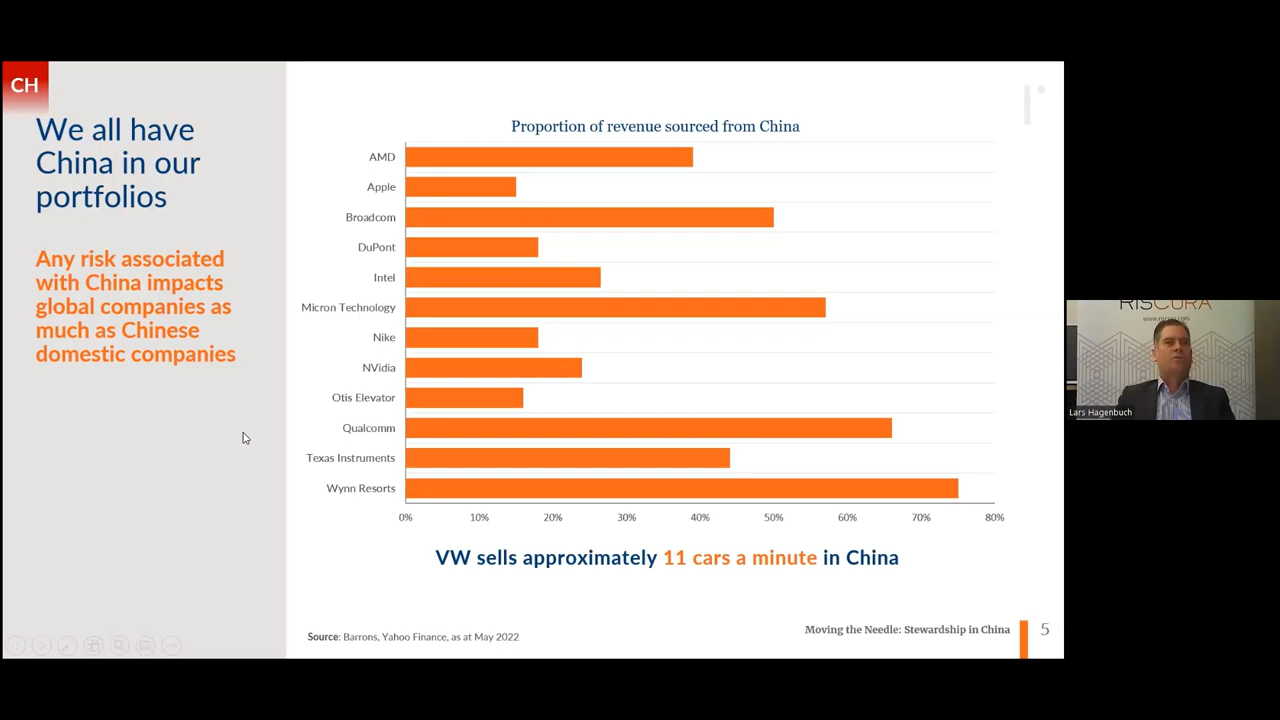 CH
We all have
China in our
portfolios
Any risk associated
with China impacts
global companies as
much as Chinese
domestic companies
Proportion of revenue sourced from China
AMD
Apple
Broadcom
DuPont
Intel
Micron Technology
Nike
NVidia
Otis Elevator
Qualcomm
Texas Instruments
Wynn Resorts
0% 10% 20% 30% 40% 50% 60% 70% 80%
VW sells approximately 11 cars a minute in China
Source: Barrons, Yahoo Finance, as at May 2022
Moving the Needle: Stewardship in China
5
RISCURA
Lars Hagenbuch